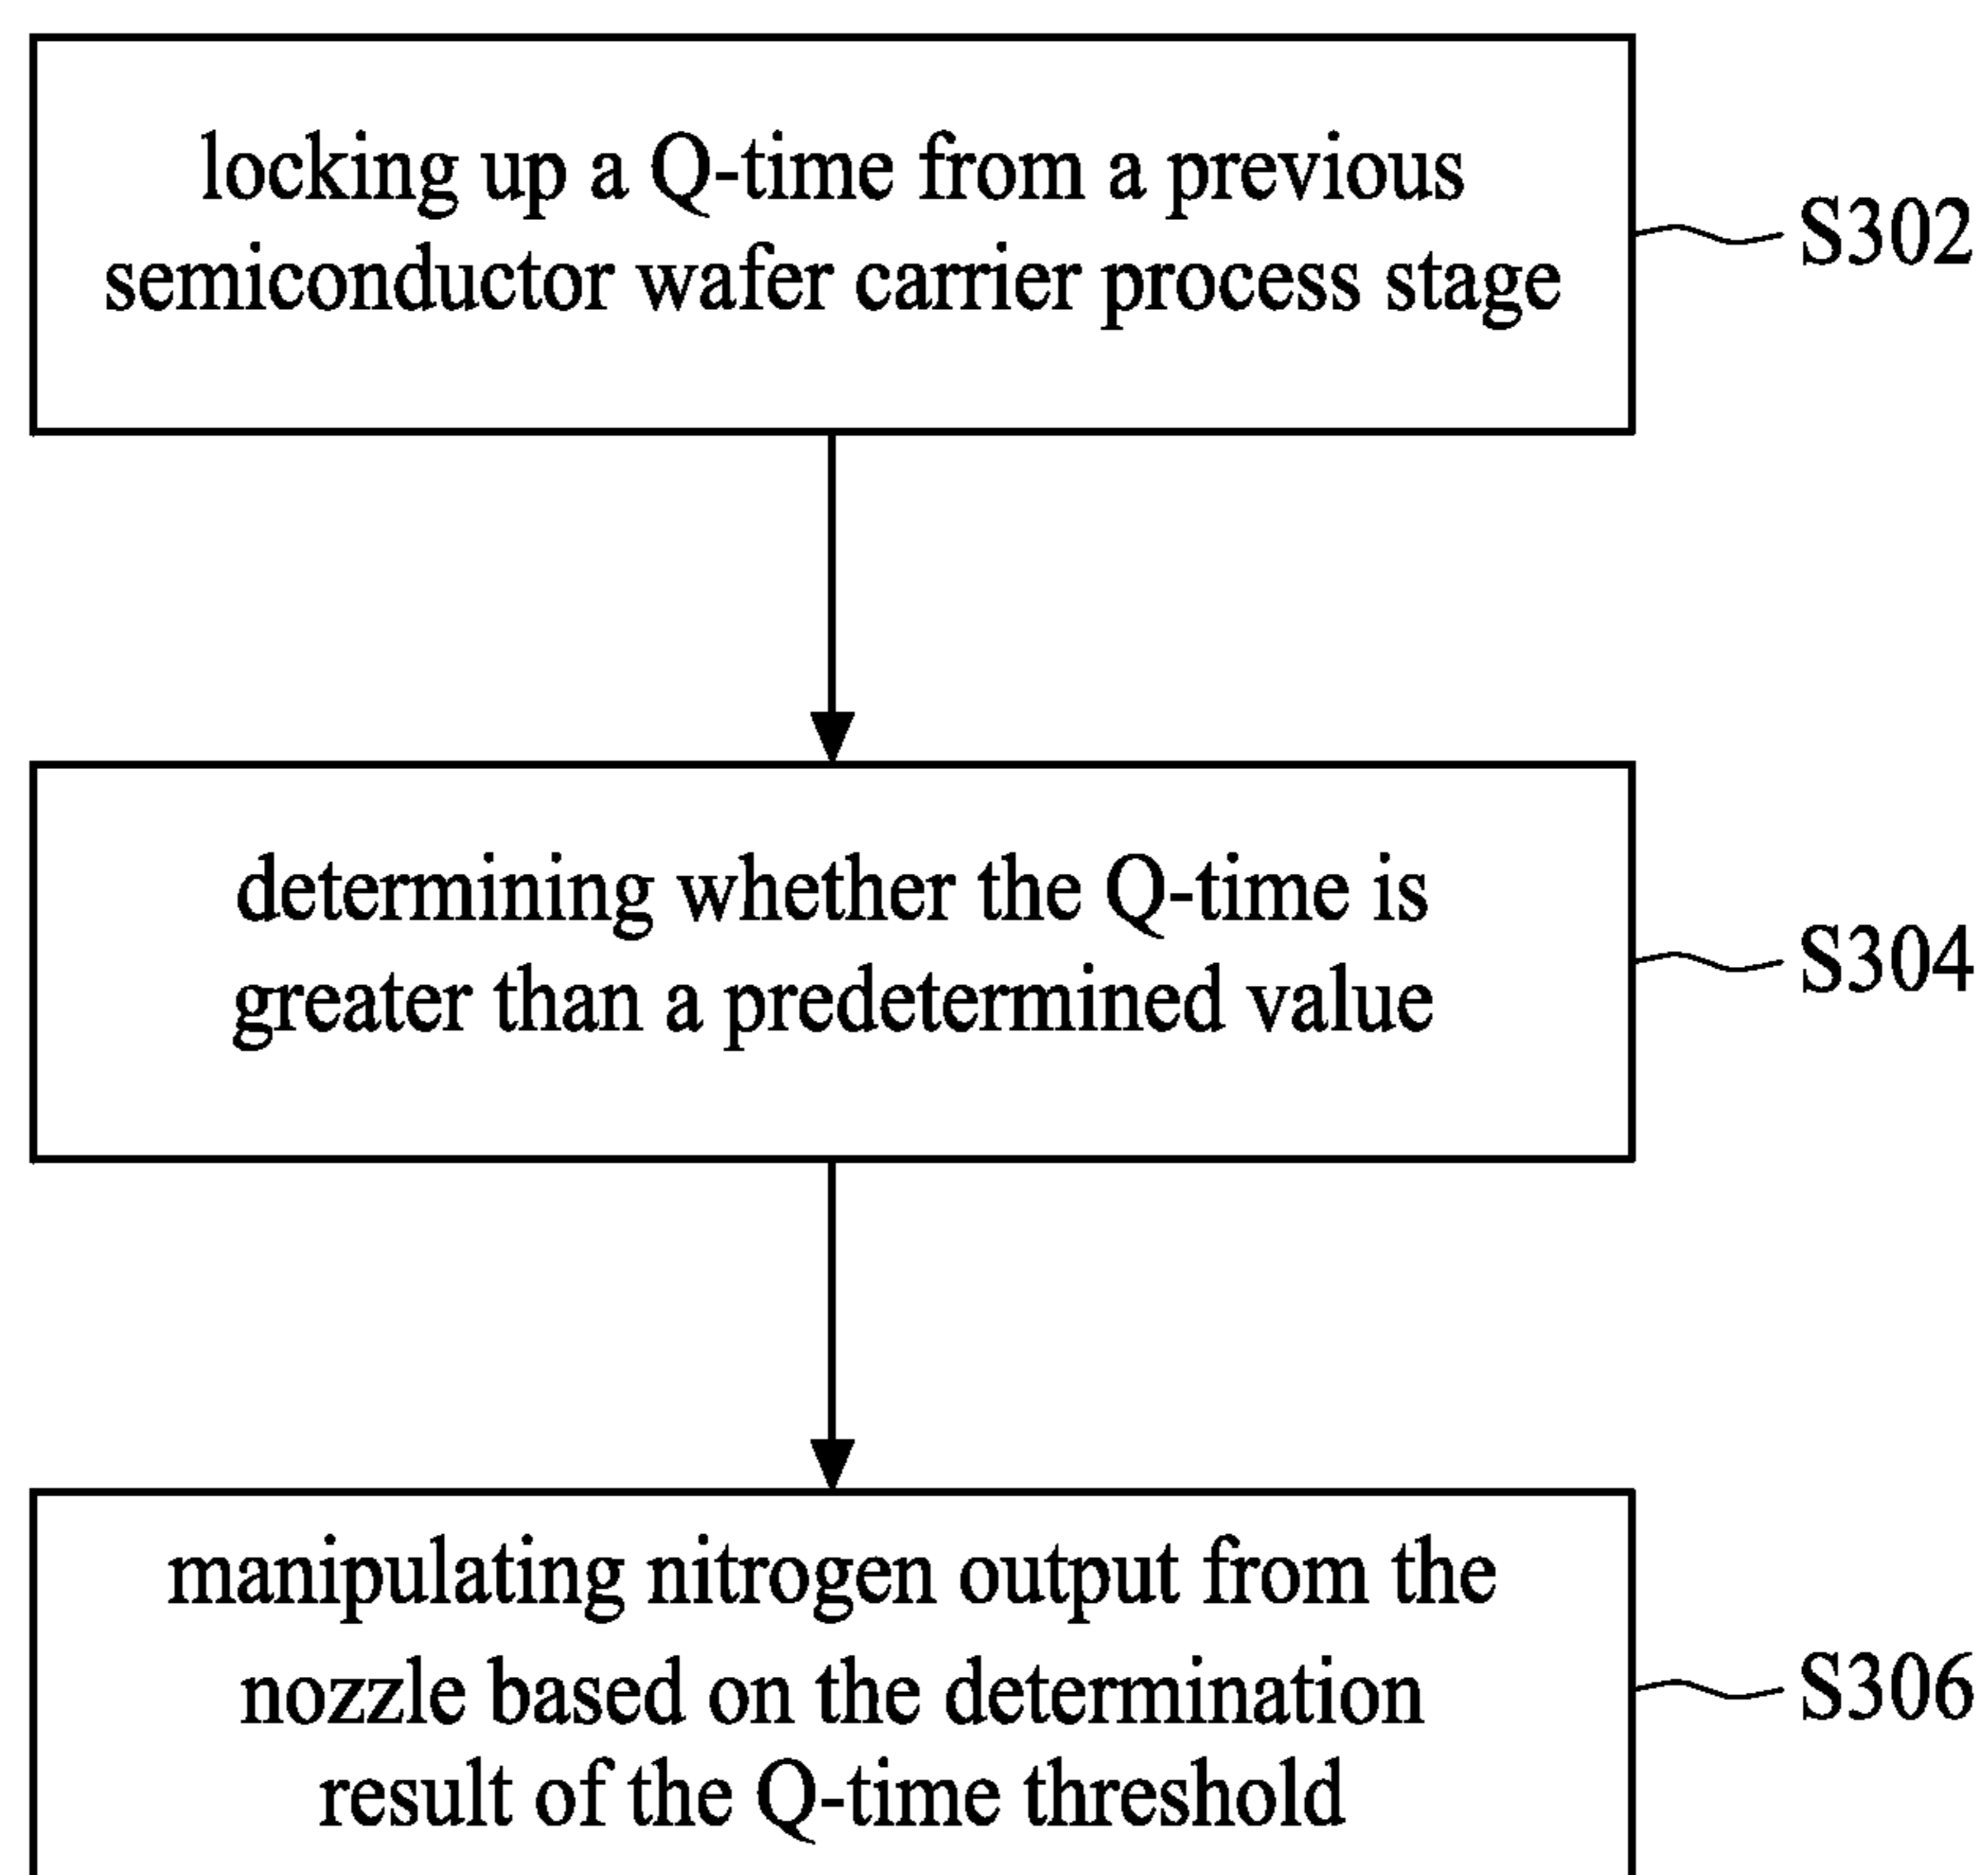 locking up a Q-time from a previous
semiconductor wafer carrier process stage
S302
determining whether the Q-time is
greater than a predetermined value
S304
manipulating nitrogen output from the
nozzle based on the determination
result of the Q-time threshold
S306